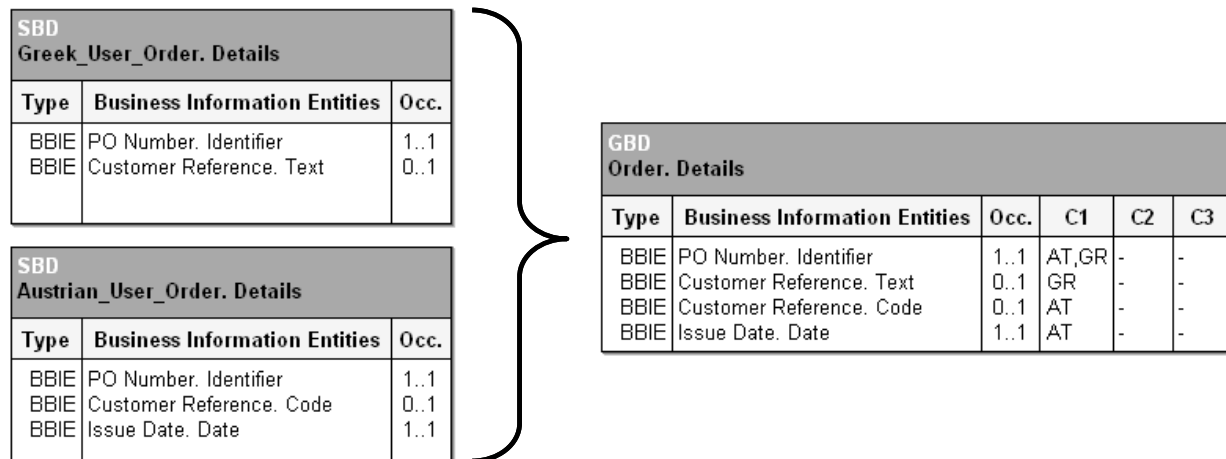 SBD
Greek_User_Order. Details
Type Business Information Entities Occ.
BBIE PO Number. Identifier 1..1
BBIE Customer Reference. Text 0..1
SBD
Austrian_User_Order. Details
Type Business Information Entities Occ.
BBIE PO Number. Identifier 1..1
BBIE Customer Reference. Code 0..1
BBIE Issue Date. Date 1..1
GBD
Order. Details
Type Business Information Entities Occ. C1 C2 C3
BBIE PO Number. Identifier 1..1 AT,GR - -
BBIE Customer Reference. Text 0..1 GR - -
BBIE Customer Reference. Code 0..1 AT - -
BBIE Issue Date. Date 1..1 AT - -